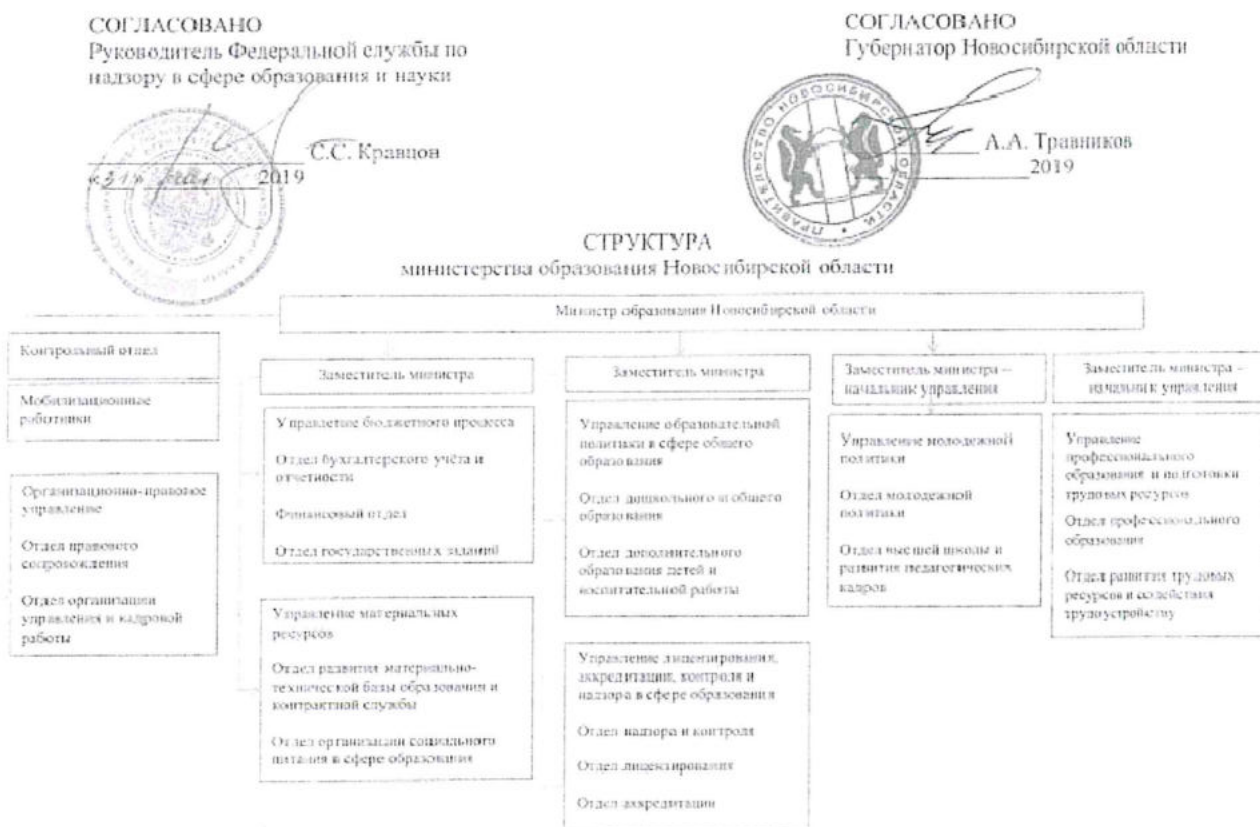 СОГЛАСОВАНО
Руководитель Федеральной службы по
надзору в сфере образования и науки
С.С. Кравцов
«31» мая 2019
СОГЛАСОВАНО
Губернатор Новосибирской области
ПРАВИТЕЛЬСТВО НОВОСИБИРСКОЙ ОБЛАСТИ
А.А. Травников
2019
СТРУКТУРА
министерства образования Новосибирской области
Министр образования Новосибирской области
Контрольный отдел
Мобилизационные
работники
Организационно-правовое
управление
Отдел правового
сопровождения
Отдел организации
управления и кадровой
работы
Заместитель министра
Управление бюджетного процесса
Отдел бухгалтерского учёта и
отчетности
Финансовый отдел
Отдел государственных заданий
Управление материальных
ресурсов
Отдел развития материально-
технической базы образования и
контрактной службы
Отдел организации социального
питания в сфере образования
Заместитель министра
Управление образовательной
политики в сфере общего
образования
Отдел дошкольного и общего
образования
Отдел дополнительного
образования детей и
воспитательной работы
Управление лицензирования,
аккредитации, контроля и
надзора в сфере образования
Отдел надзора и контроля
Отдел лицензирования
Отдел аккредитации
Заместитель министра –
начальник управления
Управление молодежной
политики
Отдел молодежной
политики
Отдел высшей школы и
развития педагогических
кадров
Заместитель министра –
начальник управления
Управление
профессионального
образования и подготовки
трудовых ресурсов
Отдел профессионального
образования
Отдел развития трудовых
ресурсов и содействия
трудоустройству